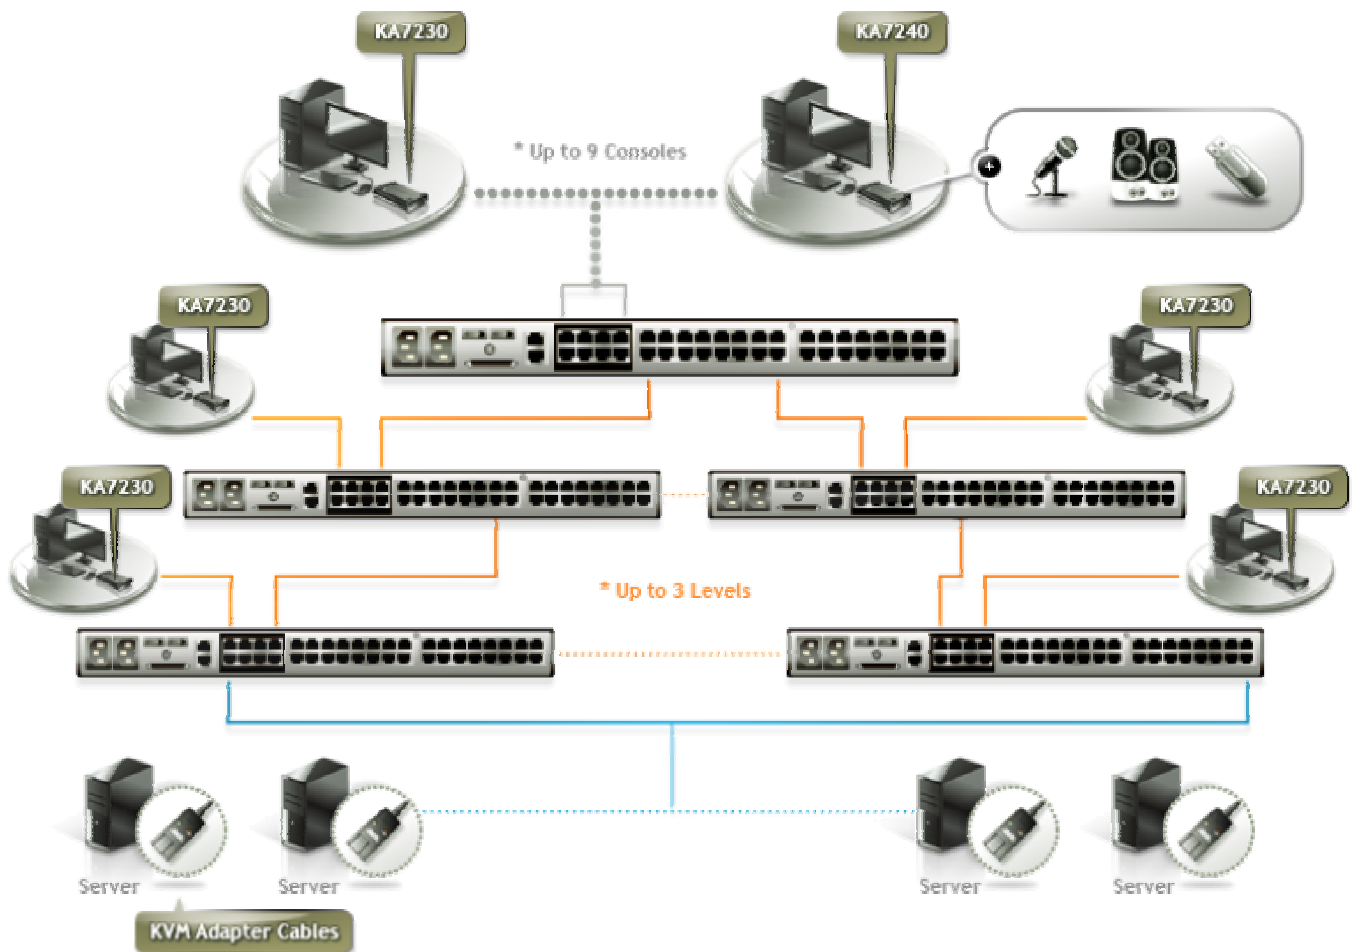 KA7230
KA7240
* Up to 9 Consoles
KA7230
KA7230
KA7230
KA7230
* Up to 3 Levels
Server
Server
Server
Server
KVM Adapter Cables